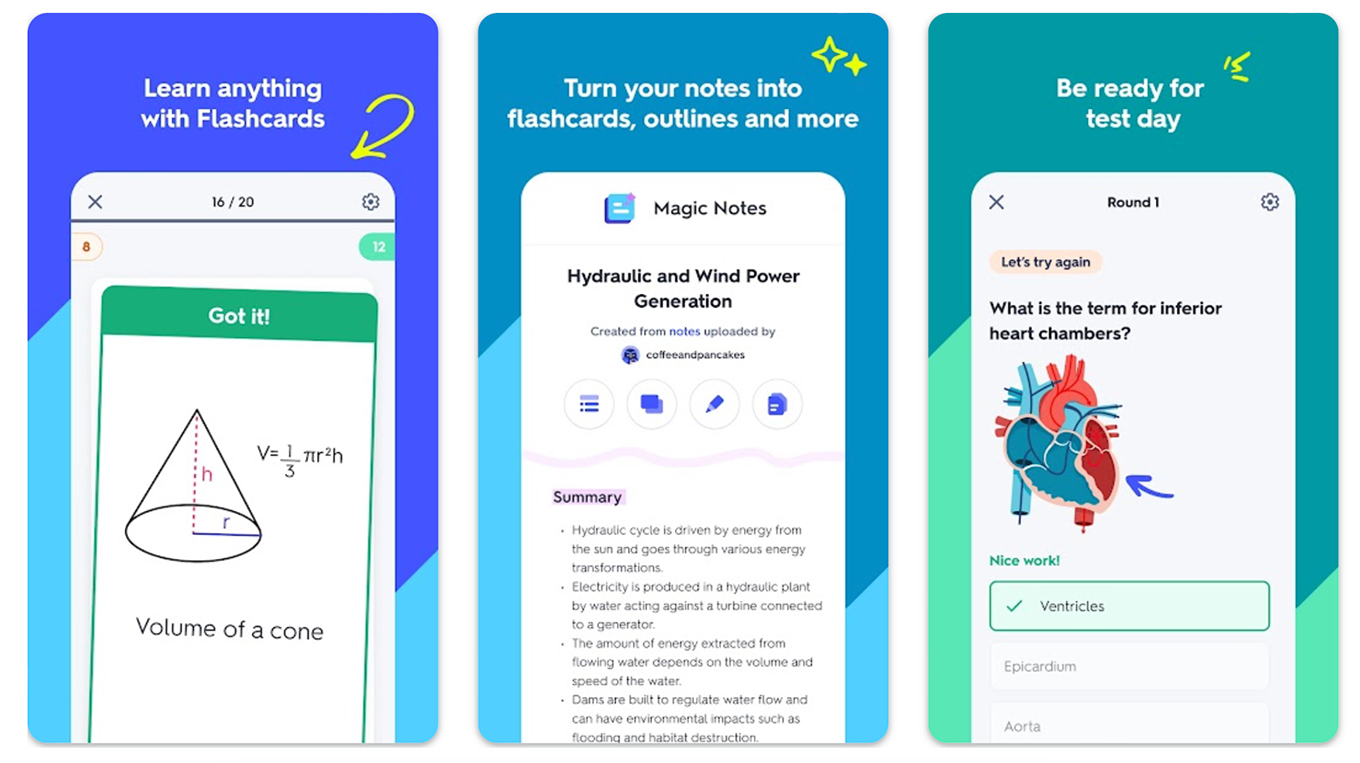 Learn anything
with Flashcards
16 / 20
8
12
Got it!
h
r
V=1/3 πr²h
Volume of a cone
Turn your notes into
flashcards, outlines and more
Magic Notes
Hydraulic and Wind Power
Generation
Created from notes uploaded by
coffeeandpancakes
Summary
• Hydraulic cycle is driven by energy from
the sun and goes through various energy
transformations.
• Electricity is produced in a hydraulic plant
by water acting against a turbine connected
to a generator.
• The amount of energy extracted from
flowing water depends on the volume and
speed of the water.
• Dams are built to regulate water flow and
can have environmental impacts such as
flooding and habitat destruction.
Be ready for
test day
Round 1
Let's try again
What is the term for inferior
heart chambers?
Nice work!
Ventricles
Epicardium
Aorta